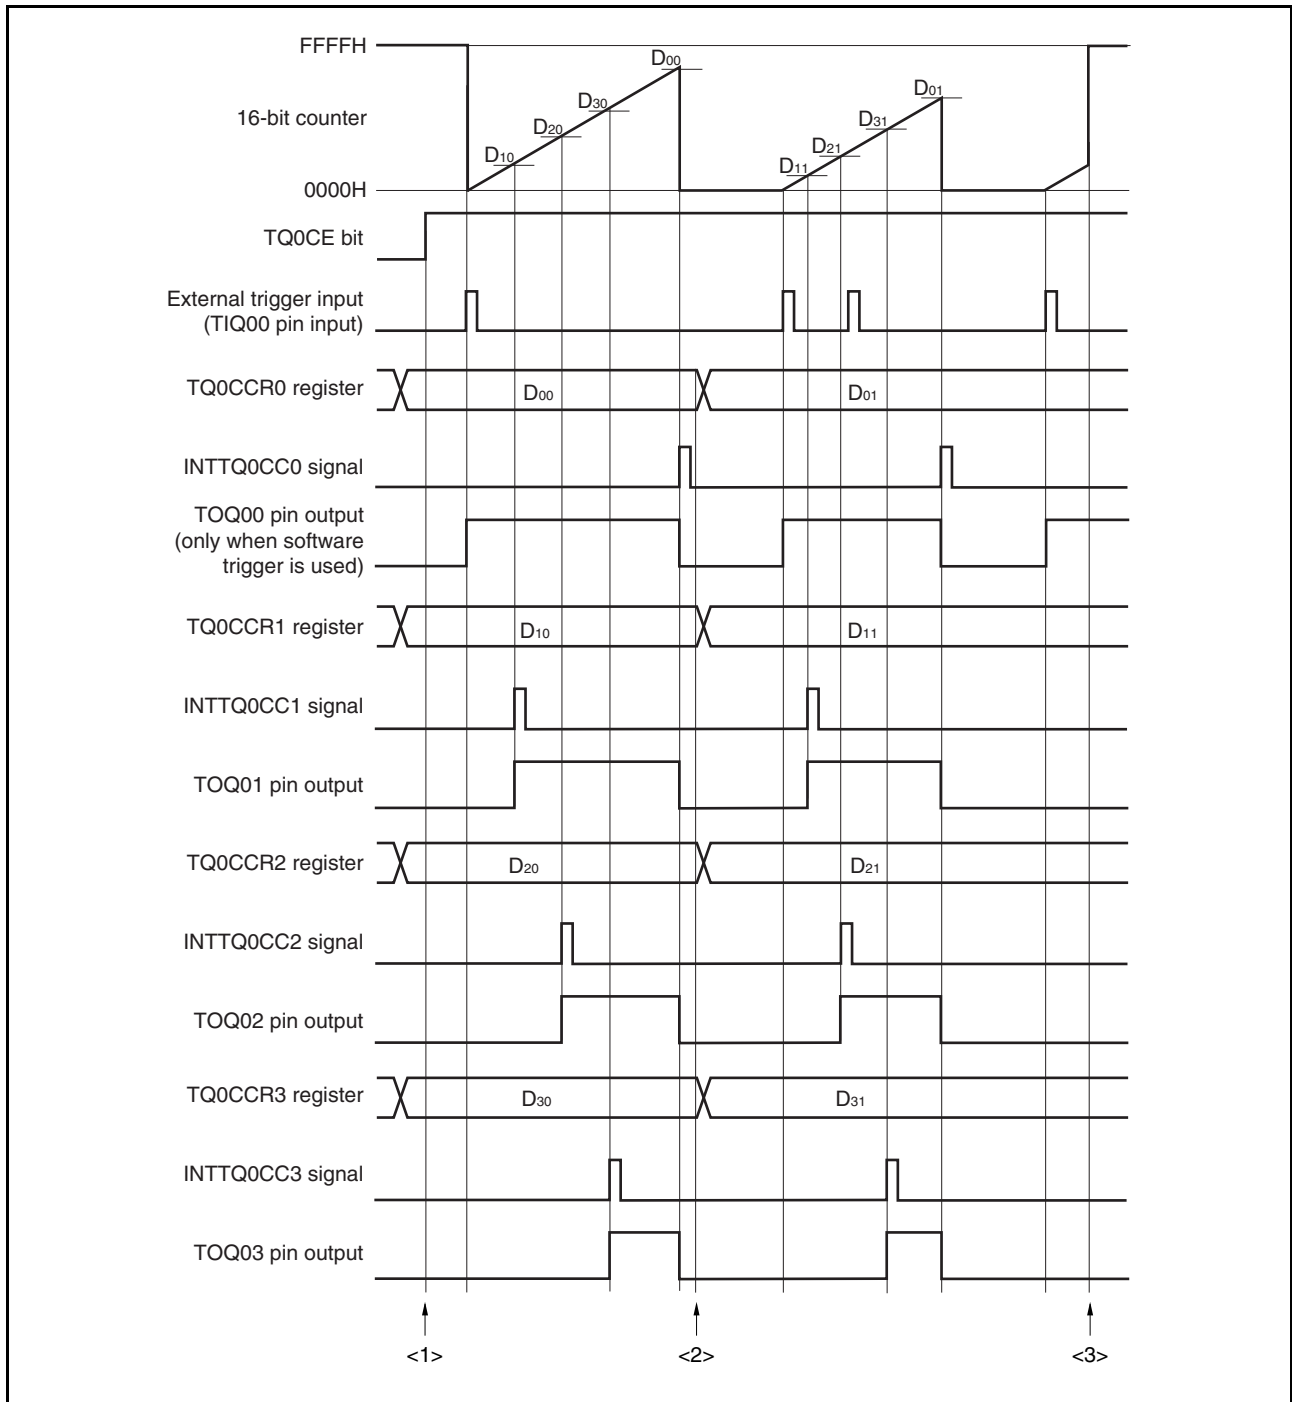 FFFFH
D00
D30
D20
D10
D01
D31
D21
D11
16-bit counter
0000H
TQ0CE bit
External trigger input
(TIQ00 pin input)
TQ0CCR0 register
D00
D01
INTTQ0CC0 signal
TOQ00 pin output
(only when software
trigger is used)
TQ0CCR1 register
D10
D11
INTTQ0CC1 signal
TOQ01 pin output
TQ0CCR2 register
D20
D21
INTTQ0CC2 signal
TOQ02 pin output
TQ0CCR3 register
D30
D31
INTTQ0CC3 signal
TOQ03 pin output
<1>
<2>
<3>